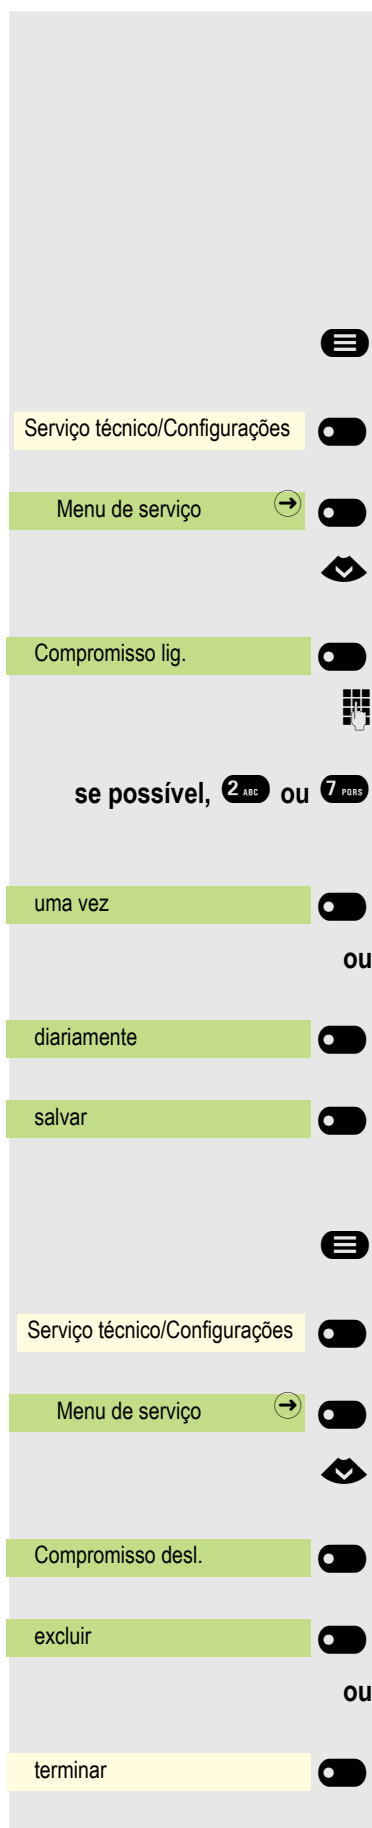 Serviço técnico/Configurações
Menu de serviço
Compromisso lig.
se possível, 2 ABC ou 7 PQRS
uma vez
ou
diariamente
salvar
Serviço técnico/Configurações
Menu de serviço
Compromisso desl.
excluir
ou
terminar